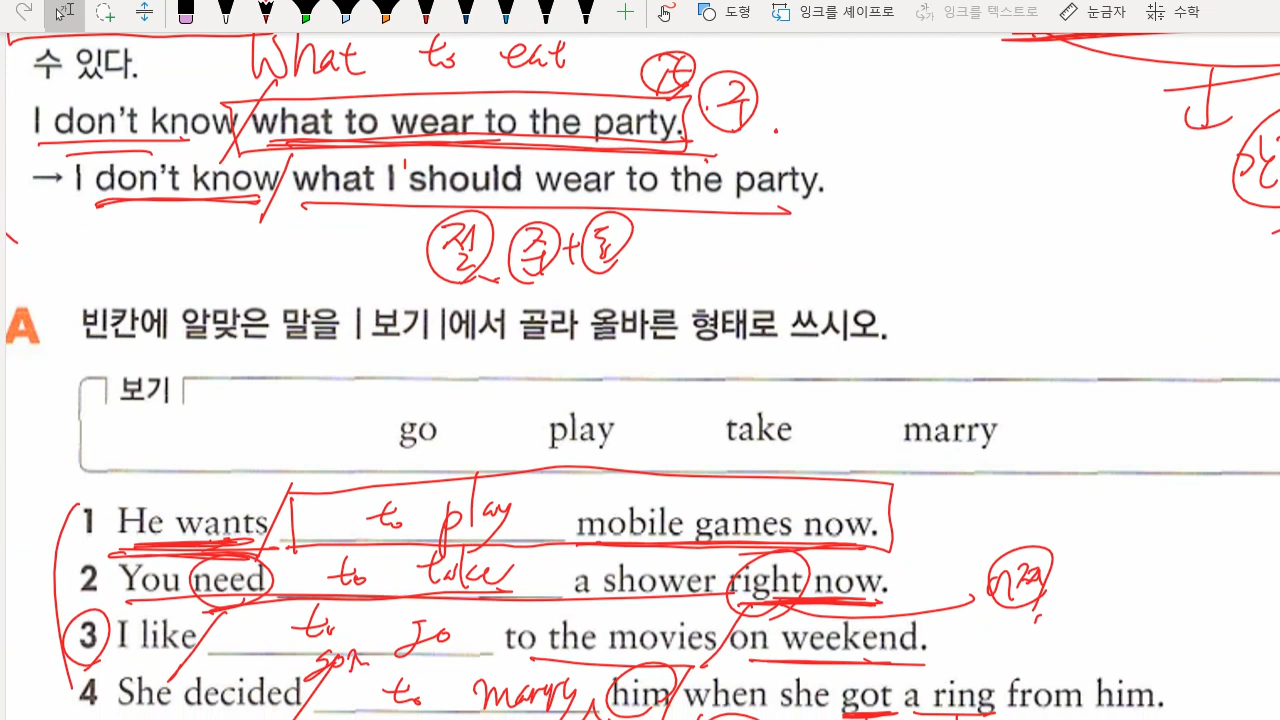 도형 잉크를 셰이프로 잉크를 텍스트로 눈금자 수학
수 있다. What to eat
I don't know what to wear to the party. 구
→ I don't know what I should wear to the party.
절 주+동
A 빈칸에 알맞은 말을 | 보기 |에서 골라 올바른 형태로 쓰시오.
보기
go play take marry
1 He wants to play mobile games now.
2 You need to take a shower right now.
3 I like to go to the movies on weekend.
4 She decided to marry him when she got a ring from him.